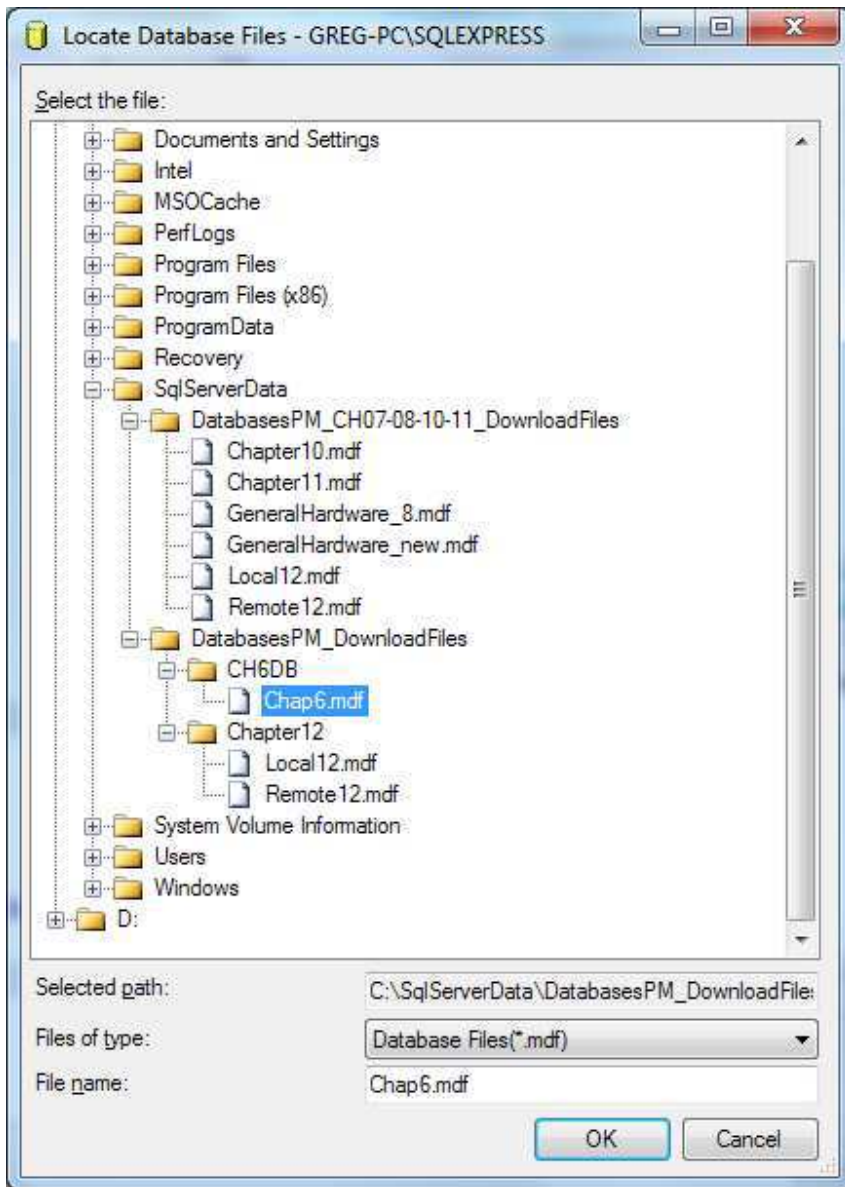 Locate Database Files - GREG-PC\SQLEXPRESS
Select the file:
Documents and Settings
Intel
MSOCache
PerfLogs
Program Files
Program Files (x86)
ProgramData
Recovery
SqlServerData
DatabasesPM_CH07-08-10-11_DownloadFiles
Chapter10.mdf
Chapter11.mdf
GeneralHardware_8.mdf
GeneralHardware_new.mdf
Local12.mdf
Remote12.mdf
DatabasesPM_DownloadFiles
CH6DB
Chap6.mdf
Chapter12
Local12.mdf
Remote12.mdf
System Volume Information
Users
Windows
D:
Selected path: C:\SqlServerData\DatabasesPM_DownloadFiles
Files of type: Database Files(*.mdf)
File name: Chap6.mdf
OK Cancel